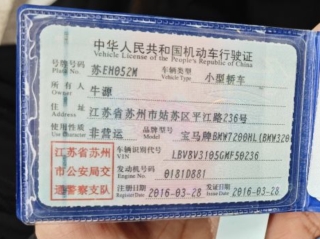 中华人民共和国机动车行驶证
Vehicle License of the People's Republic of China
号牌号码 苏EH052M 车辆类型 小型轿车
Plate No. Vehicle Type
所有人 牛源
Owner
住址 江苏省苏州市姑苏区平江路236号
Address
使用性质 非营运 品牌型号 宝马牌BMW7200HL(BMW320
Use Character Model
江苏省苏州 车辆识别代号 LBV8V3105GMF50236
VIN
市公安局交 发动机号码 0181D881
Engine No.
通警察支队 注册日期 2016-03-28 发证日期 2016-03-28
Register Date Issue Date